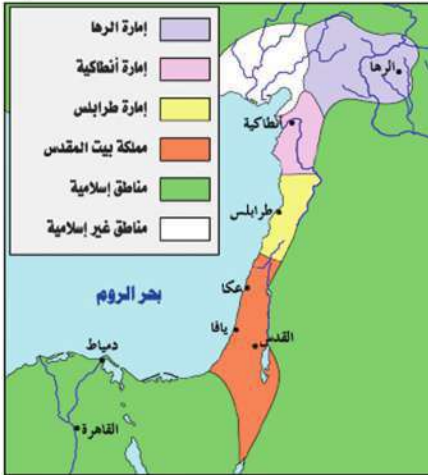 إمارة الرها
إمارة أنطاكية
إمارة طرابلس
مملكة بيت المقدس
مناطق إسلامية
مناطق غير إسلامية
الرها
أنطاكية
طرابلس
عكا
بحر الروم
يافا
القدس
دمياط
القاهرة